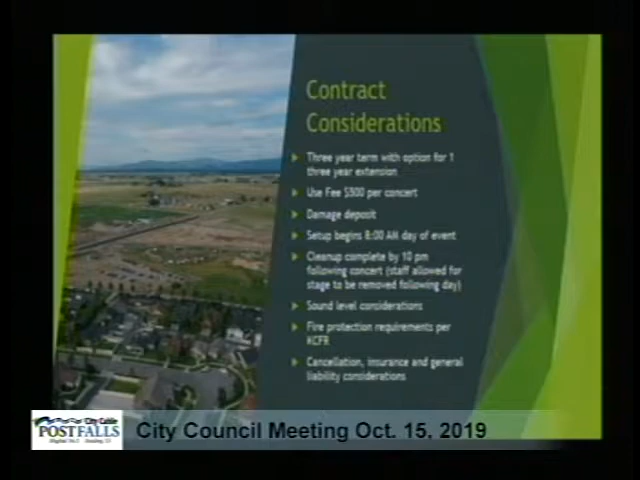 Contract
Considerations
Three year term with option for 1
three year extension
Use Fee $300 per concert
Damage deposit
Setup begins 8:00 AM day of event
Cleanup complete by 10 pm
following concert (staff allowed for
stage to be removed following day)
Sound level considerations
Fire protection requirements per
KCFR
Cancellation, insurance and general
liability considerations
City Cable
POST FALLS
City Council Meeting Oct. 15, 2019